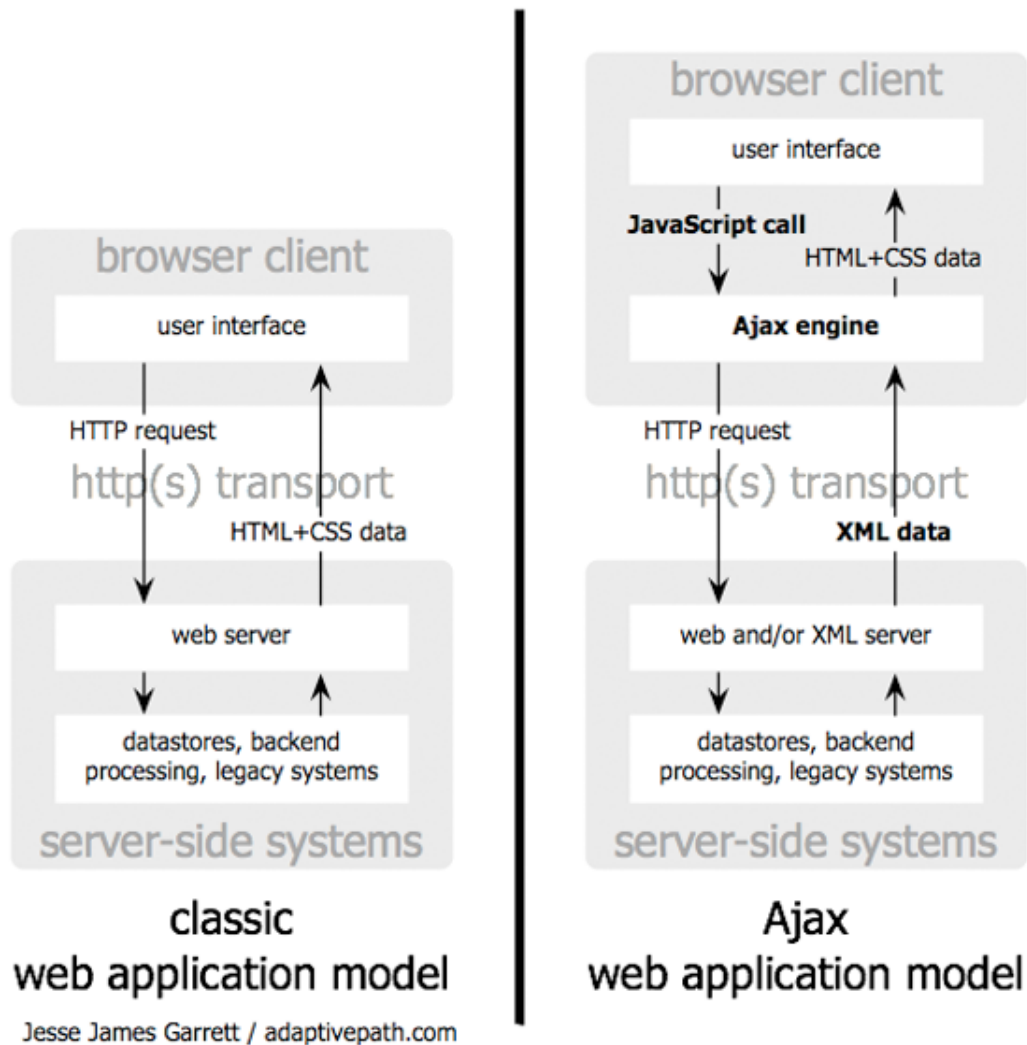 browser client
user interface
HTTP request
http(s) transport
HTML+CSS data
web server
datastores, backend
processing, legacy systems
server-side systems
classic
web application model
Jesse James Garrett / adaptivepath.com
browser client
user interface
JavaScript call
HTML+CSS data
Ajax engine
HTTP request
http(s) transport
XML data
web and/or XML server
datastores, backend
processing, legacy systems
server-side systems
Ajax
web application model